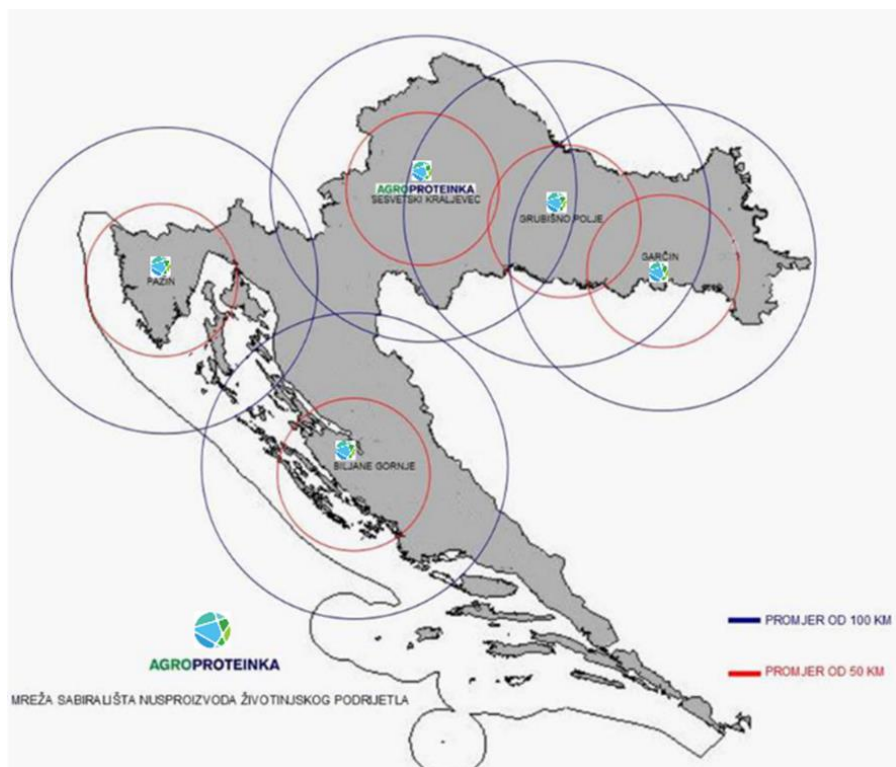 AGROPROTEINKA
SESVETSKI KRALJEVEC
GRUBIŠNO POLJE
GARČIN
PAZIN
BILJANE GORNJE
AGROPROTEINKA
MREŽA SABIRALIŠTA NUSPROIZVODA ŽIVOTINJSKOG PODRIJETLA
PROMJER OD 100 KM
PROMJER OD 50 KM